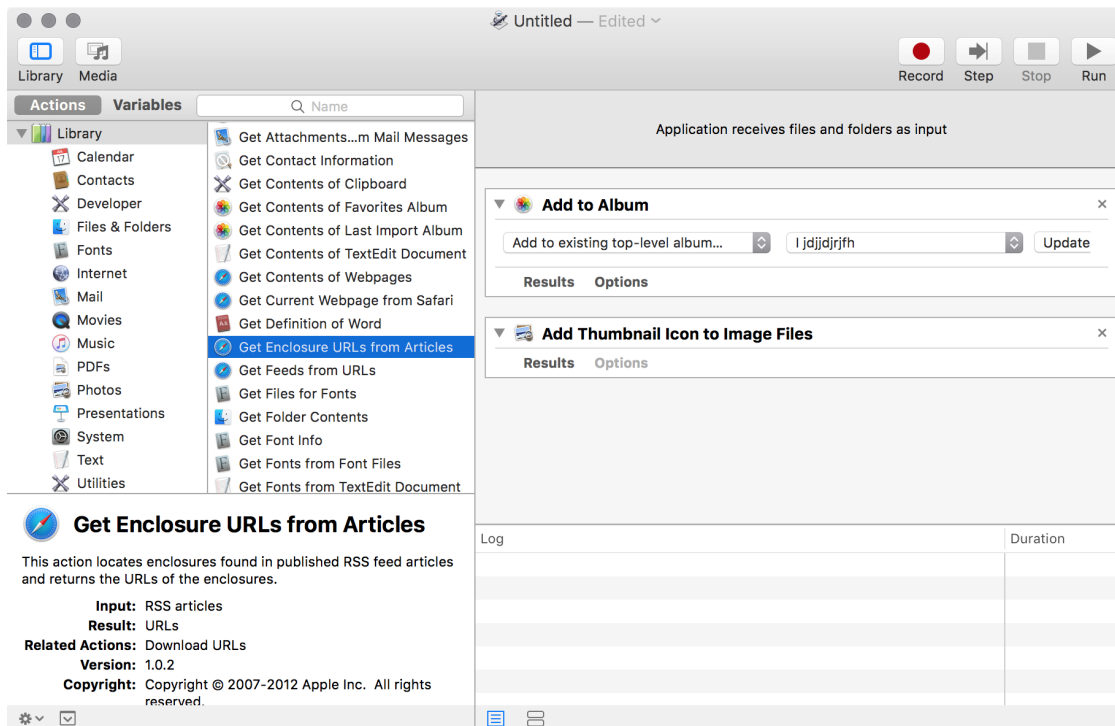 Untitled — Edited
Library Media
Record Step Stop Run
Actions Variables
Name
Library
Calendar
Contacts
Developer
Files & Folders
Fonts
Internet
Mail
Movies
Music
PDFs
Photos
Presentations
System
Text
Utilities
Get Attachments...m Mail Messages
Get Contact Information
Get Contents of Clipboard
Get Contents of Favorites Album
Get Contents of Last Import Album
Get Contents of TextEdit Document
Get Contents of Webpages
Get Current Webpage from Safari
Get Definition of Word
Get Enclosure URLs from Articles
Get Feeds from URLs
Get Files for Fonts
Get Folder Contents
Get Font Info
Get Fonts from Font Files
Get Fonts from TextEdit Document
Get Enclosure URLs from Articles
This action locates enclosures found in published RSS feed articles
and returns the URLs of the enclosures.
Input: RSS articles
Result: URLs
Related Actions: Download URLs
Version: 1.0.2
Copyright: Copyright © 2007-2012 Apple Inc. All rights
reserved.
Application receives files and folders as input
Add to Album
Add to existing top-level album... I jdjjdjrjfh Update
Results Options
Add Thumbnail Icon to Image Files
Results Options
Log Duration